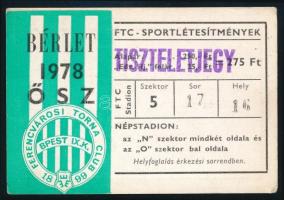 BÉRLET
1978
ŐSZ
FERENCVÁROSI TORNA CLUB
BPEST IX.K.
18 99
FTC - SPORTLÉTESÍTMÉNYEK
TISZTELETJEGY
= 275 Ft
FTC Stadion
Szektor Sor Hely
5 17
NÉPSTADION:
az „N” szektor mindkét oldala és
az „O” szektor bal oldala
Helyfoglalás érkezési sorrendben.